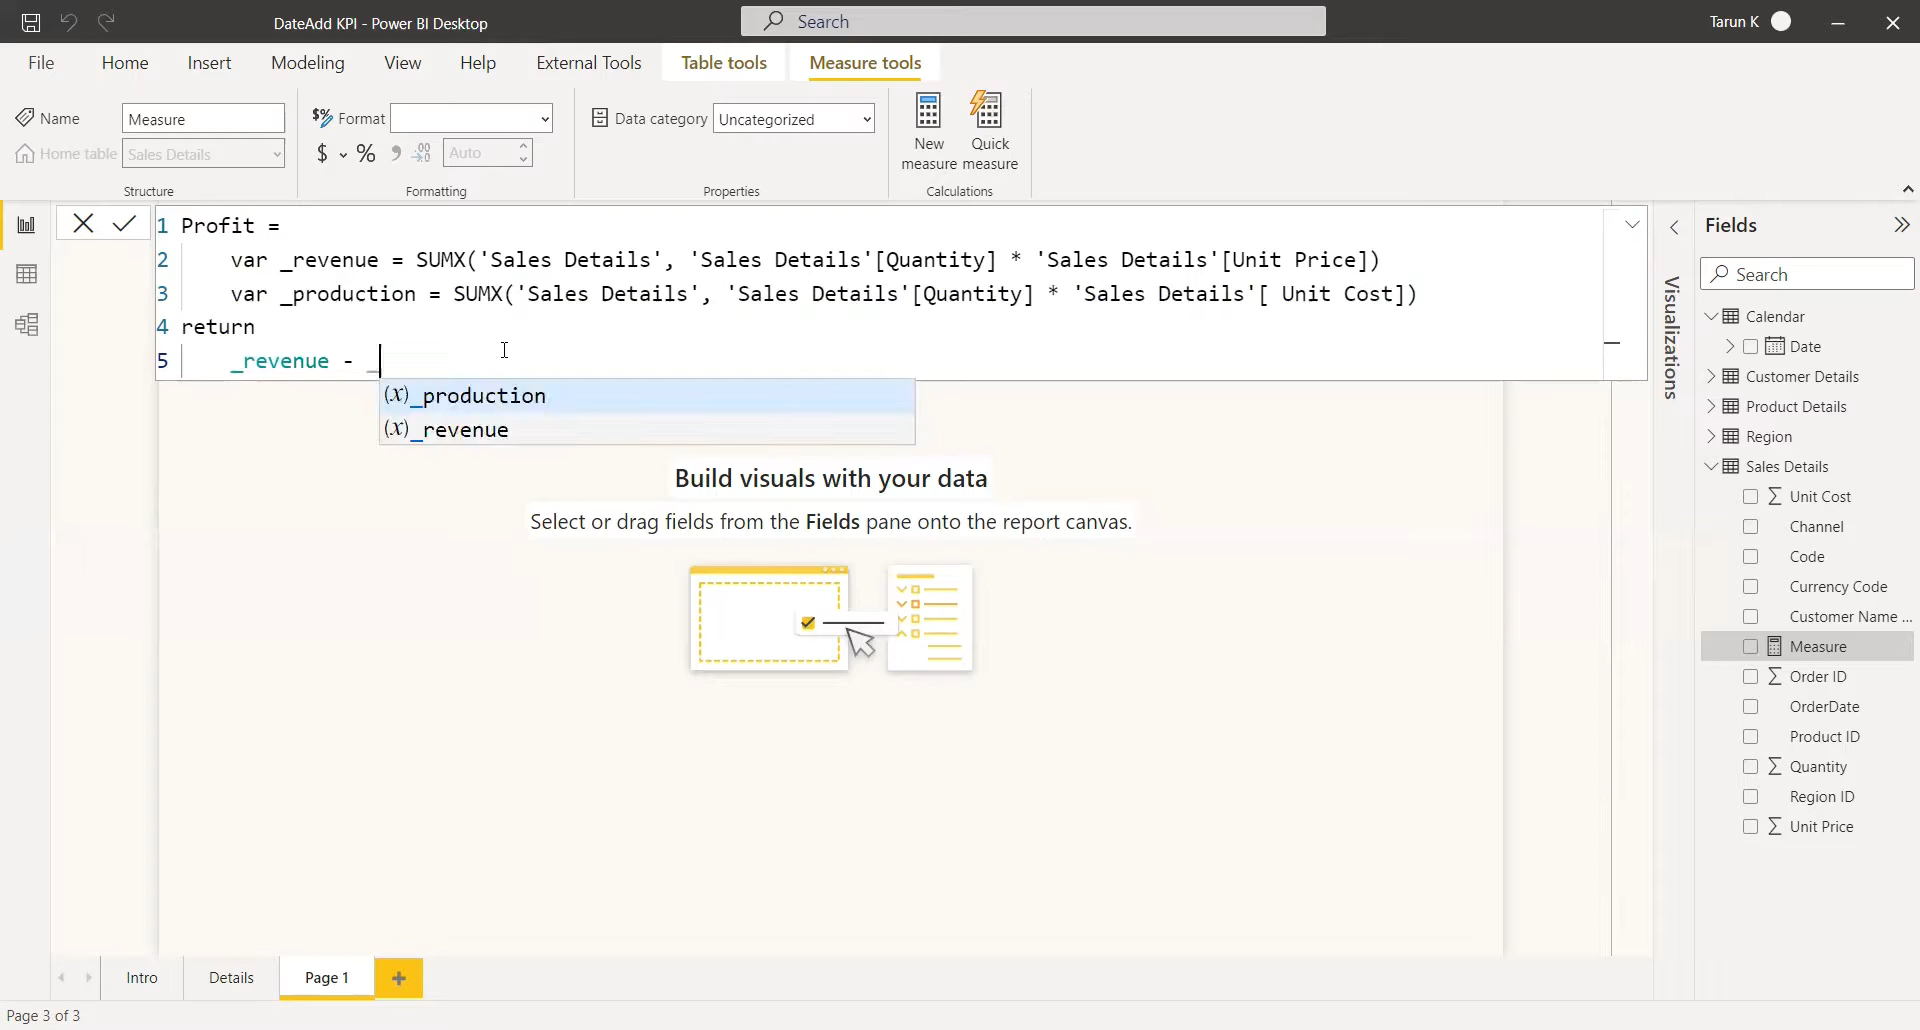 DateAdd KPI - Power BI Desktop
Search
Tarun K
File Home Insert Modeling View Help External Tools Table tools Measure tools
Name Measure
Format
Data category Uncategorized
New measure
Quick measure
Home table Sales Details
$ % Auto
Structure Formatting Properties Calculations
1 Profit =
2 var _revenue = SUMX('Sales Details', 'Sales Details'[Quantity] * 'Sales Details'[Unit Price])
3 var _production = SUMX('Sales Details', 'Sales Details'[Quantity] * 'Sales Details'[ Unit Cost])
4 return
5 _revenue - _
(x) _production
(x) _revenue
Build visuals with your data
Select or drag fields from the Fields pane onto the report canvas.
Visualizations
Fields
Search
Calendar
Date
Customer Details
Product Details
Region
Sales Details
Unit Cost
Channel
Code
Currency Code
Customer Name ...
Measure
Order ID
OrderDate
Product ID
Quantity
Region ID
Unit Price
Intro Details Page 1
Page 3 of 3